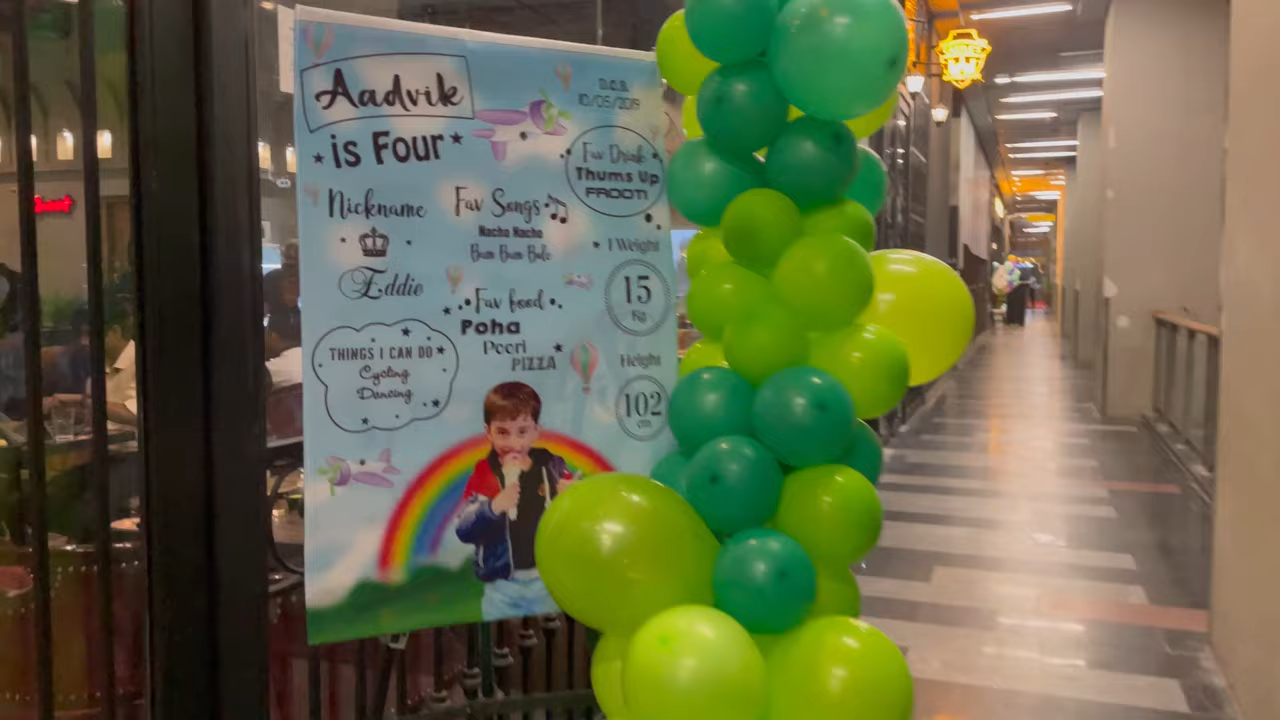 Aadvik
is Four
D.O.B.
10/05/2019
Fav Drink
Thums Up
FROOTI
Nickname
Eddie
Fav Songs
Nacho Nacho
Bum Bum Bole
Weight
15
Kg
Fav food
Poha
Poori
PIZZA
Height
102
cm
THINGS I CAN DO
Cycling
Dancing